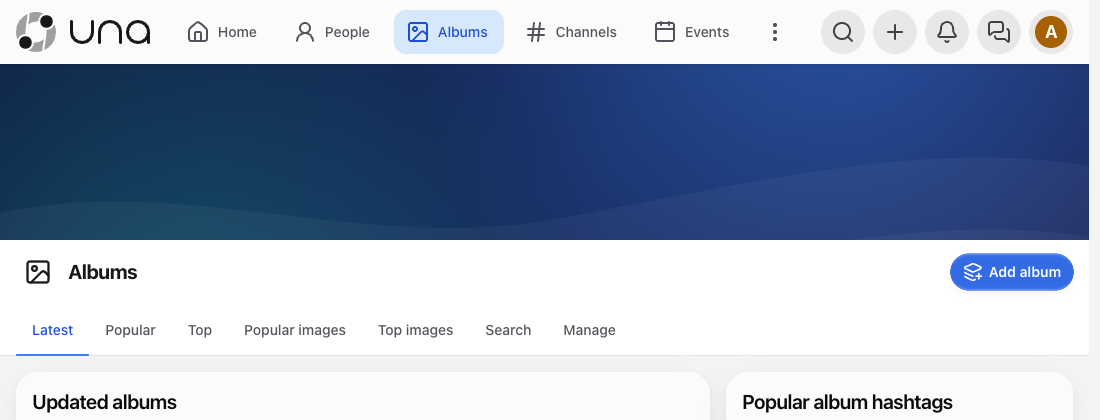 una Home People Albums Channels Events A
Albums Add album
Latest Popular Top Popular images Top images Search Manage
Updated albums Popular album hashtags